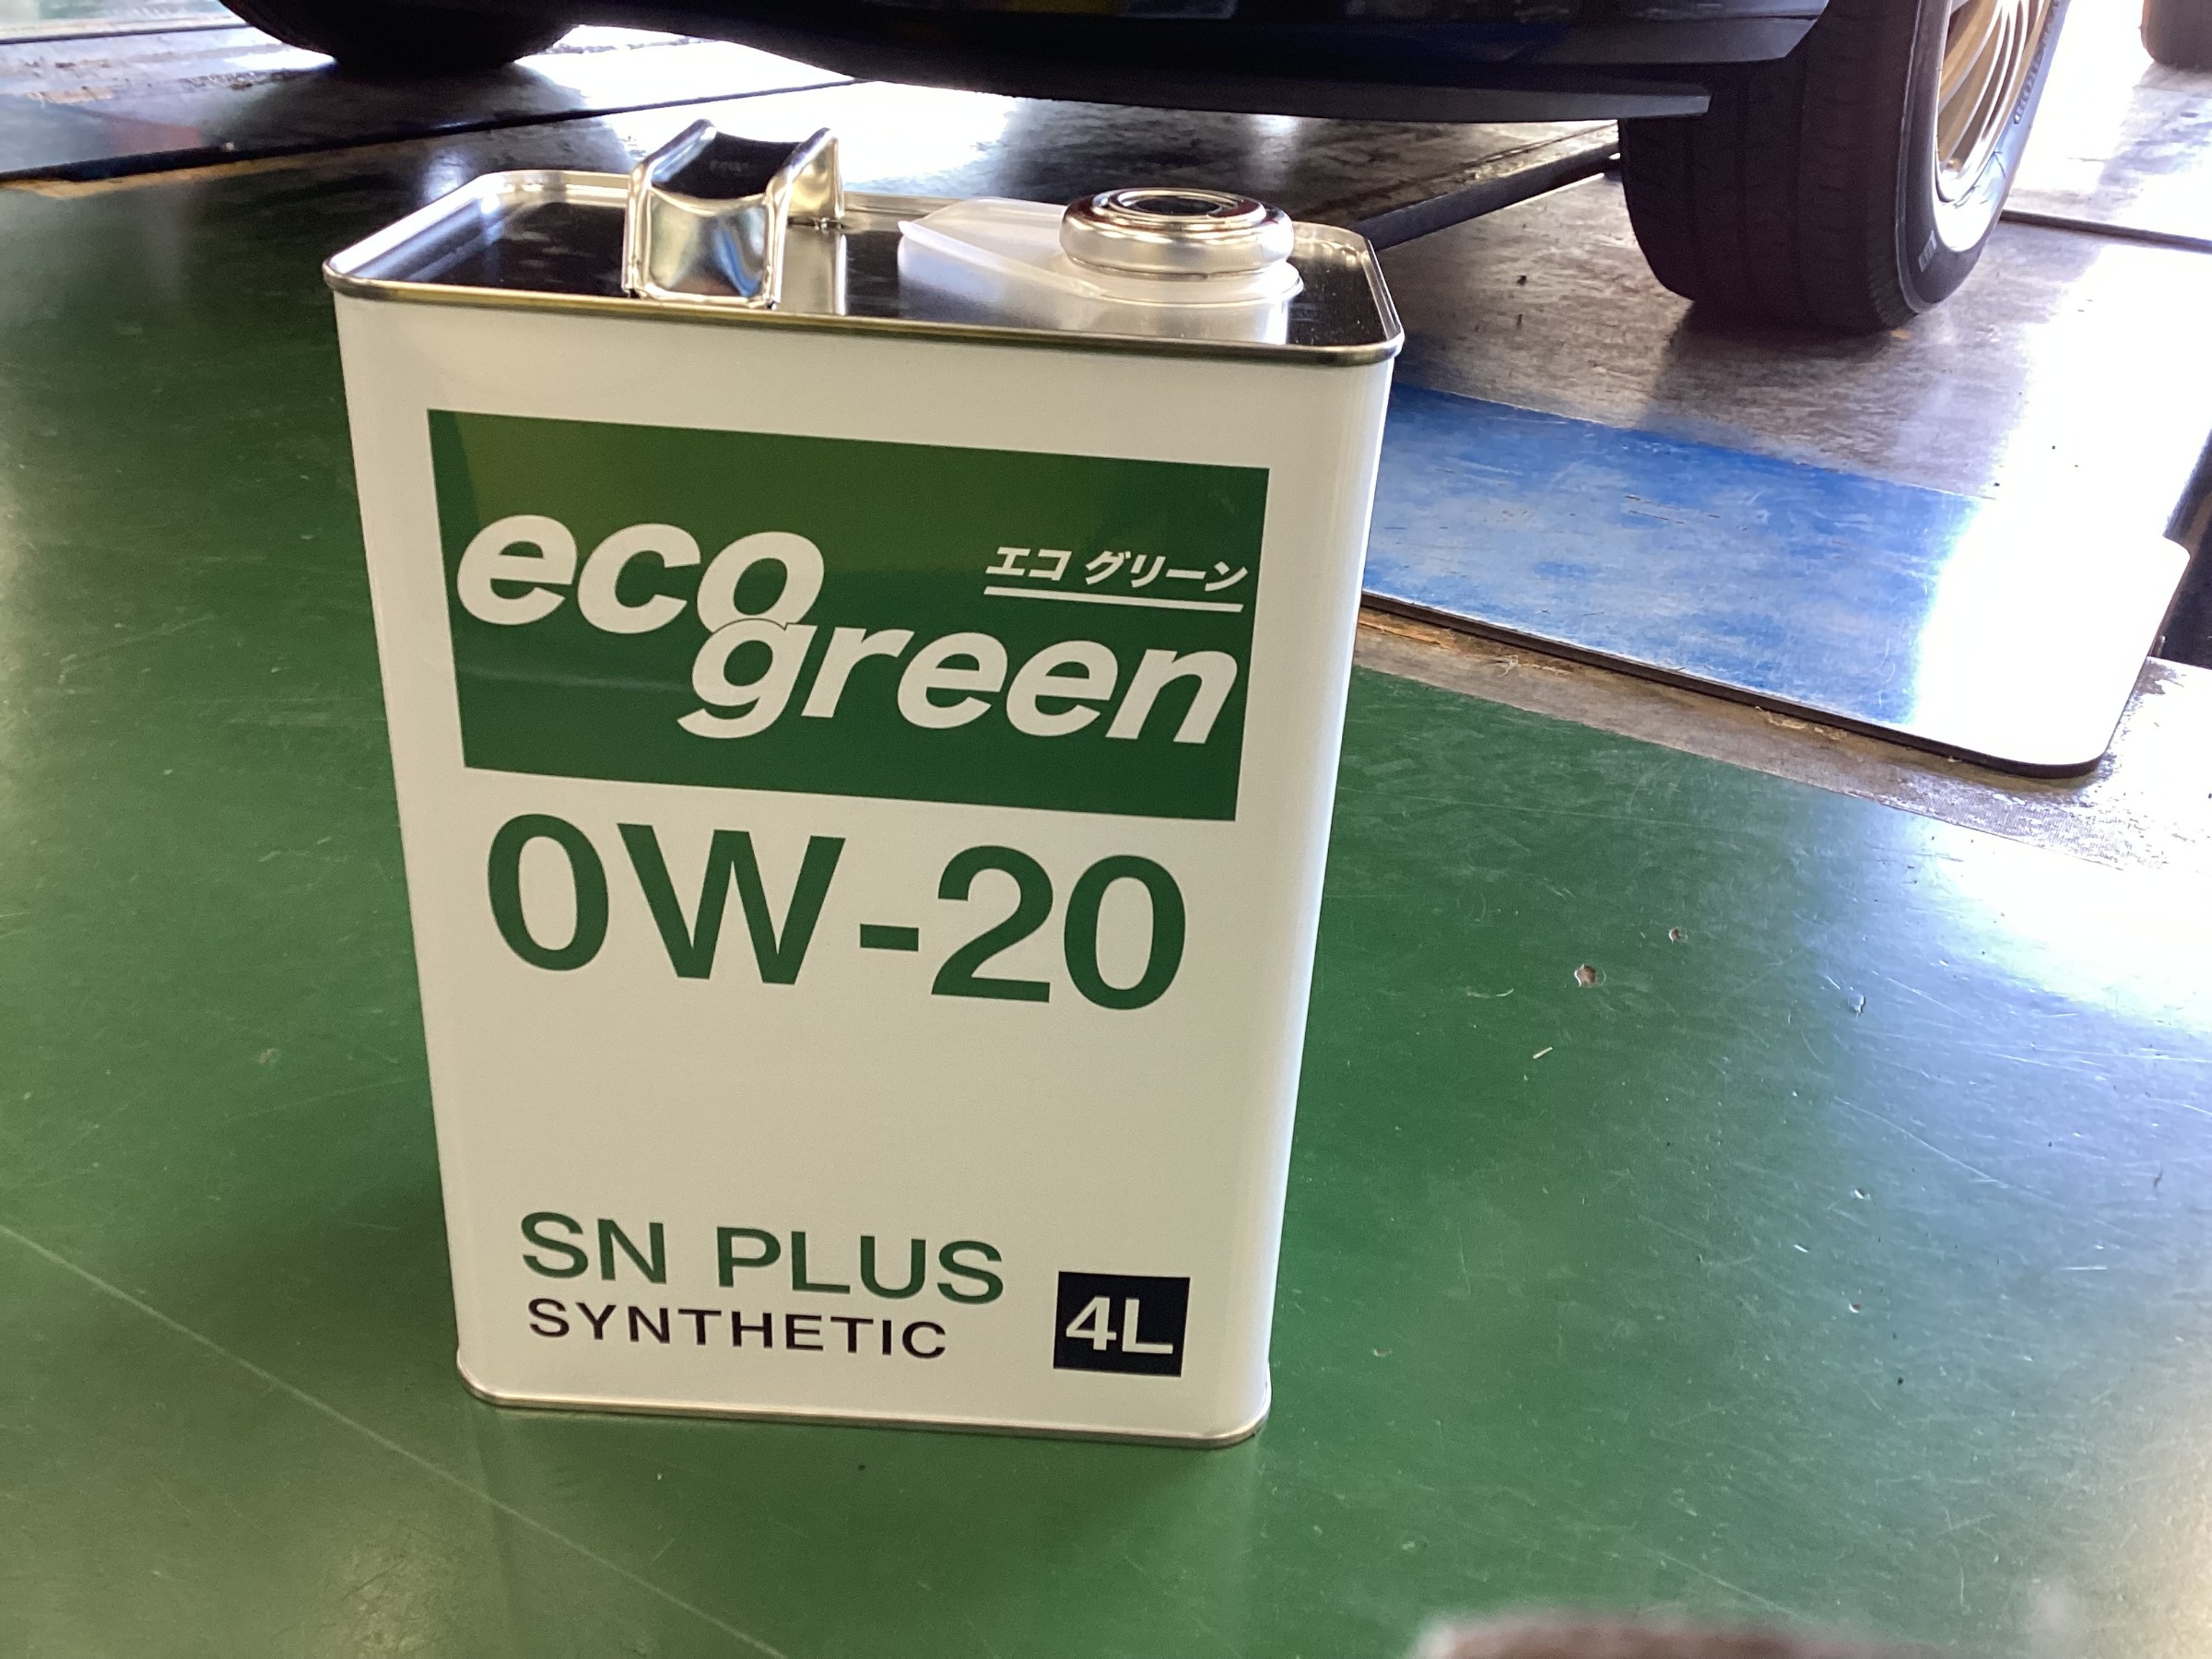 eco
エコ グリーン
green
0W-20
SN PLUS
SYNTHETIC
4L